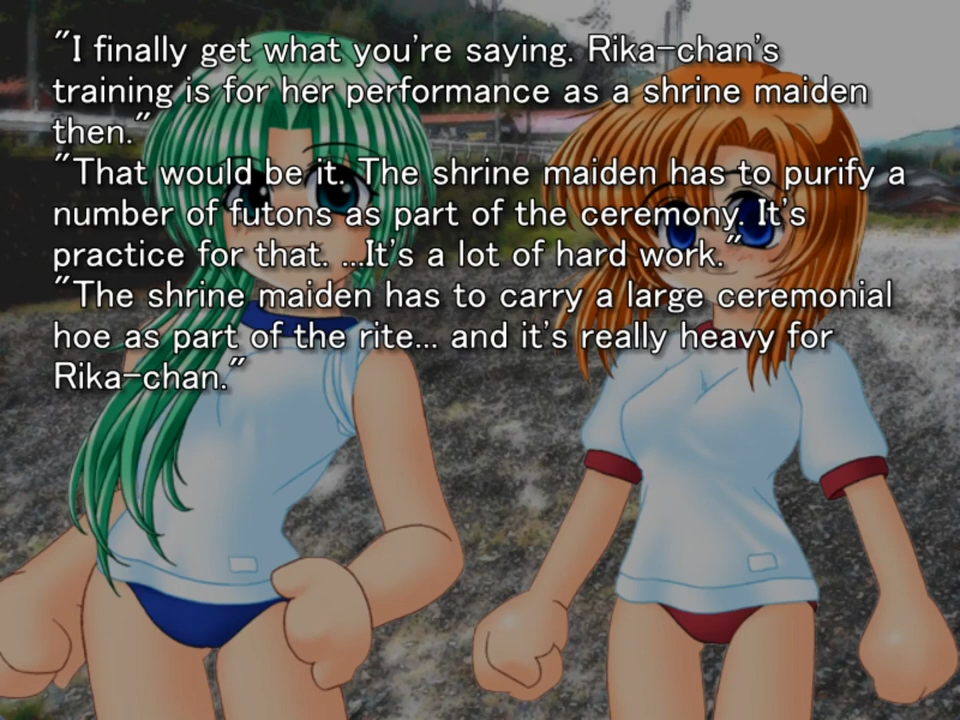 "I finally get what you're saying. Rika-chan's
training is for her performance as a shrine maiden
then."
"That would be it. The shrine maiden has to purify a
number of futons as part of the ceremony. It's
practice for that. ...It's a lot of hard work."
"The shrine maiden has to carry a large ceremonial
hoe as part of the rite... and it's really heavy for
Rika-chan."